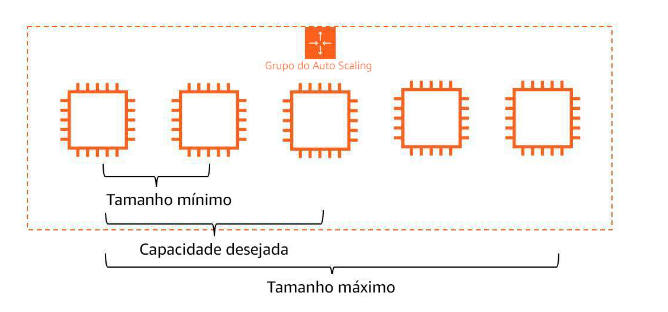 Grupo do Auto Scaling
Tamanho mínimo
Capacidade desejada
Tamanho máximo